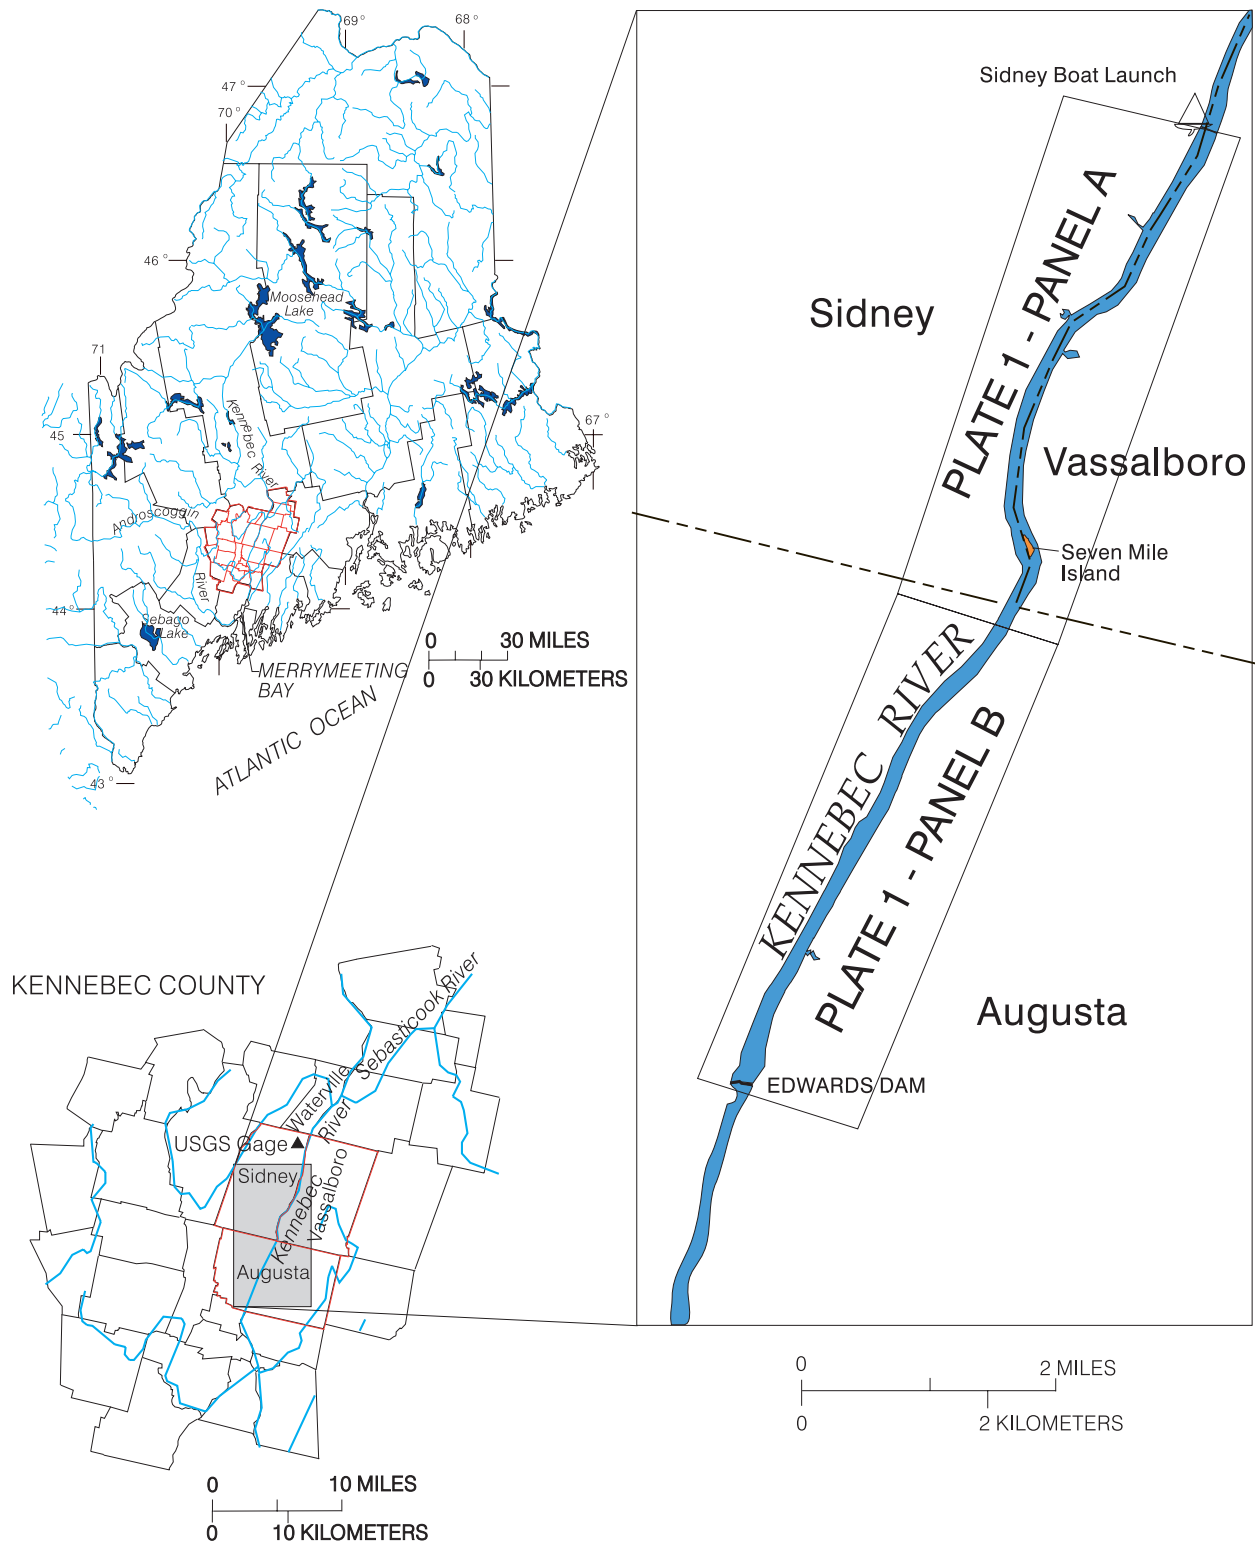 69°
68°
47°
70°
46°
Moosehead
Lake
71
Kennebec River
67°
45
Androscoggin
River
44°
Sebago
Lake
0 30 MILES
0 30 KILOMETERS
MERRYMEETING
BAY
ATLANTIC OCEAN
43°
Sidney Boat Launch
PLATE 1 - PANEL A
Sidney
Vassalboro
Seven Mile
Island
KENNEBEC RIVER
PLATE 1 - PANEL B
Augusta
EDWARDS DAM
0 2 MILES
0 2 KILOMETERS
KENNEBEC COUNTY
Sebasticook River
Waterville
River
USGS Gage
Sidney
Kennebec
Vassalboro
Augusta
0 10 MILES
0 10 KILOMETERS